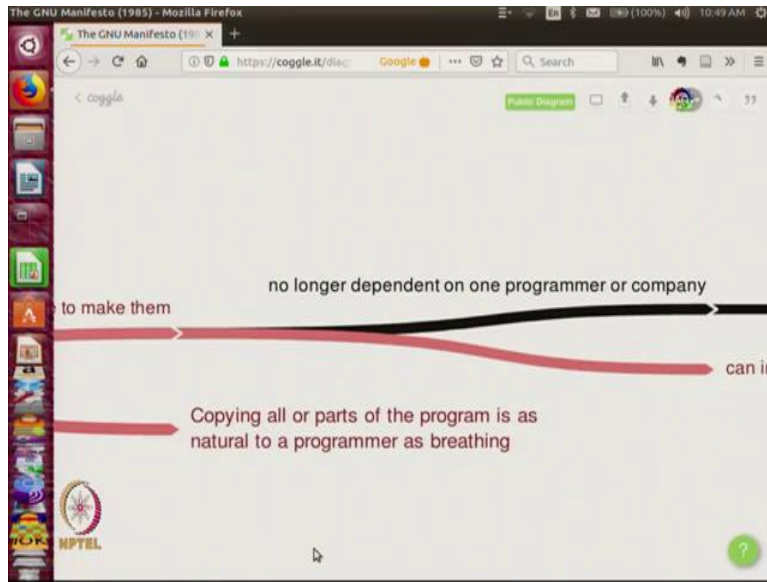 The GNU Manifesto (1985) - Mozilla Firefox
En
(100%)
10:49 AM
The GNU Manifesto (198
https://coggle.it/diag
Google
Search
coggle
Public Diagram
no longer dependent on one programmer or company
to make them
can i
Copying all or parts of the program is as
natural to a programmer as breathing
NPTEL
?